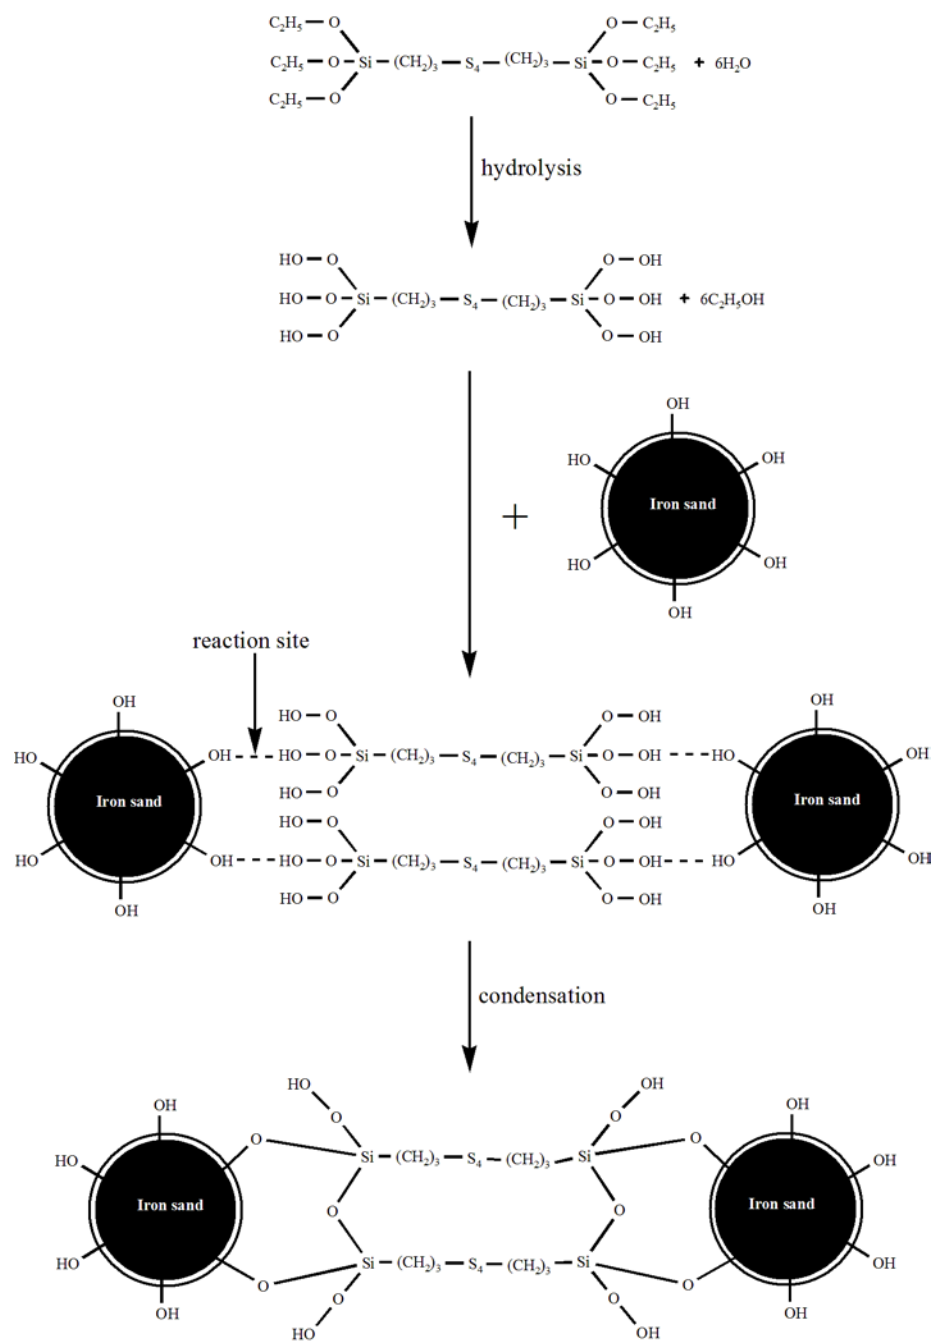 C₂H₅ — O O — C₂H₅
C₂H₅ — O — Si — (CH₂)₃ — S₄ — (CH₂)₃ — Si — O — C₂H₅ + 6H₂O
C₂H₅ — O O — C₂H₅
hydrolysis
HO — O O — OH
HO — O — Si — (CH₂)₃ — S₄ — (CH₂)₃ — Si — O — OH + 6C₂H₅OH
HO — O O — OH
OH
HO OH
Iron sand
+
HO OH
OH
reaction site
OH HO — O O — OH OH
HO OH HO — O — Si — (CH₂)₃ — S₄ — (CH₂)₃ — Si — O — OH HO OH
Iron sand HO — O O — OH Iron sand
HO — O O — OH
HO OH HO — O — Si — (CH₂)₃ — S₄ — (CH₂)₃ — Si — O — OH HO OH
OH HO — O O — OH OH
condensation
HO OH
OH O O OH
O O
HO Si — (CH₂)₃ — S₄ — (CH₂)₃ — Si OH
Iron sand O O Iron sand
HO Si — (CH₂)₃ — S₄ — (CH₂)₃ — Si OH
O O
OH O O OH
HO OH